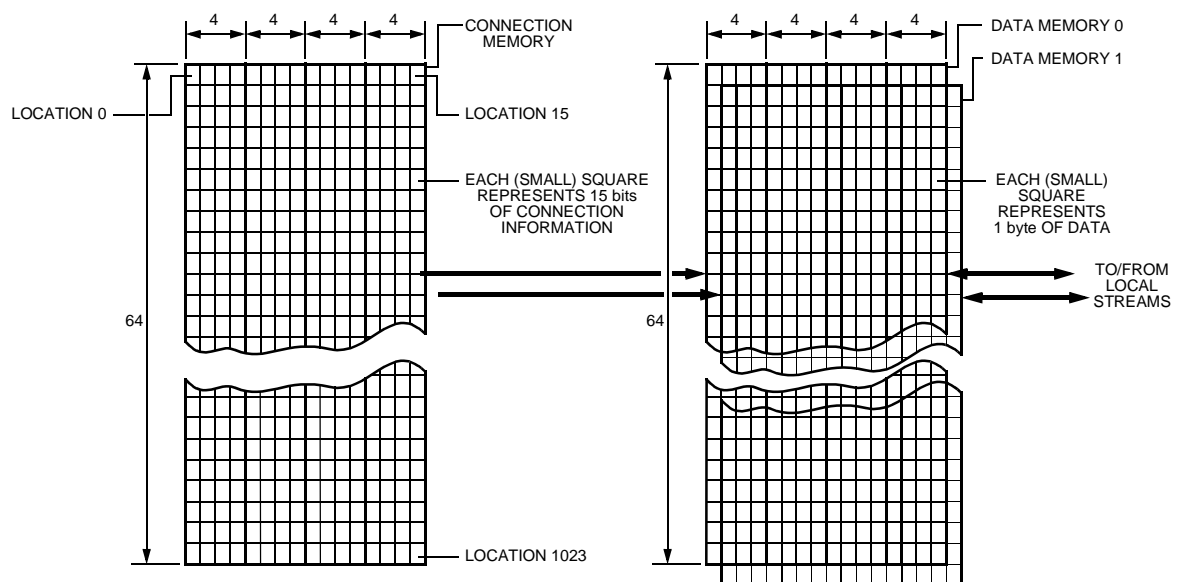 4 4 4 4
CONNECTION
MEMORY
LOCATION 0
LOCATION 15
EACH (SMALL) SQUARE
REPRESENTS 15 bits
OF CONNECTION
INFORMATION
64
LOCATION 1023
4 4 4 4
DATA MEMORY 0
DATA MEMORY 1
EACH (SMALL)
SQUARE
REPRESENTS
1 byte OF DATA
TO/FROM
LOCAL
STREAMS
64